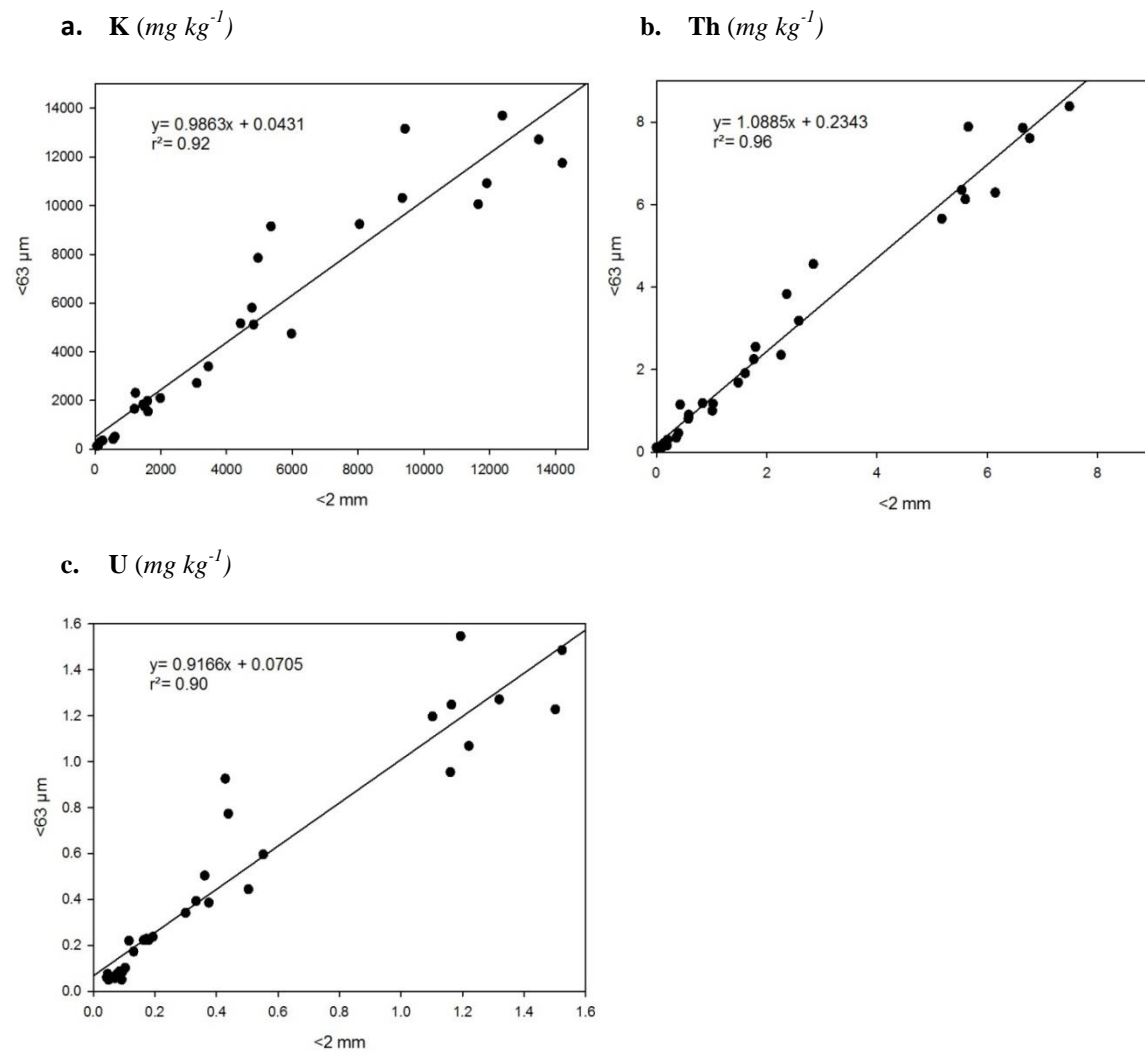 a. K (mg kg⁻¹)
y= 0.9863x + 0.0431
r²= 0.92
14000
12000
10000
8000
6000
4000
2000
0
<63 µm
0 2000 4000 6000 8000 10000 12000 14000
<2 mm
b. Th (mg kg⁻¹)
y= 1.0885x + 0.2343
r²= 0.96
8
6
4
2
0
<63 µm
0 2 4 6 8
<2 mm
c. U (mg kg⁻¹)
y= 0.9166x + 0.0705
r²= 0.90
1.6
1.4
1.2
1.0
0.8
0.6
0.4
0.2
0.0
<63 µm
0.0 0.2 0.4 0.6 0.8 1.0 1.2 1.4 1.6
<2 mm